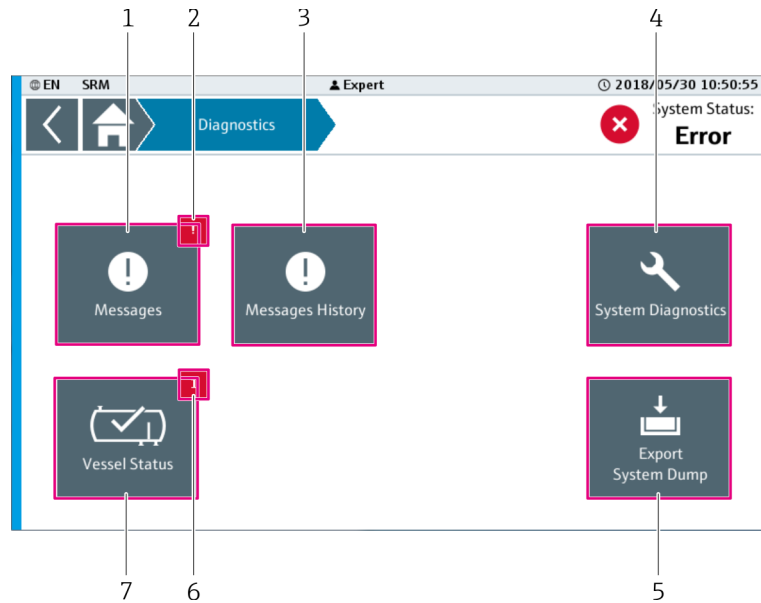 1 2 3 4
EN SRM Expert 2018/05/30 10:50:55
Diagnostics
System Status:
Error
!
! !
Messages Messages History System Diagnostics
Vessel Status
Export
System Dump
7 6 5